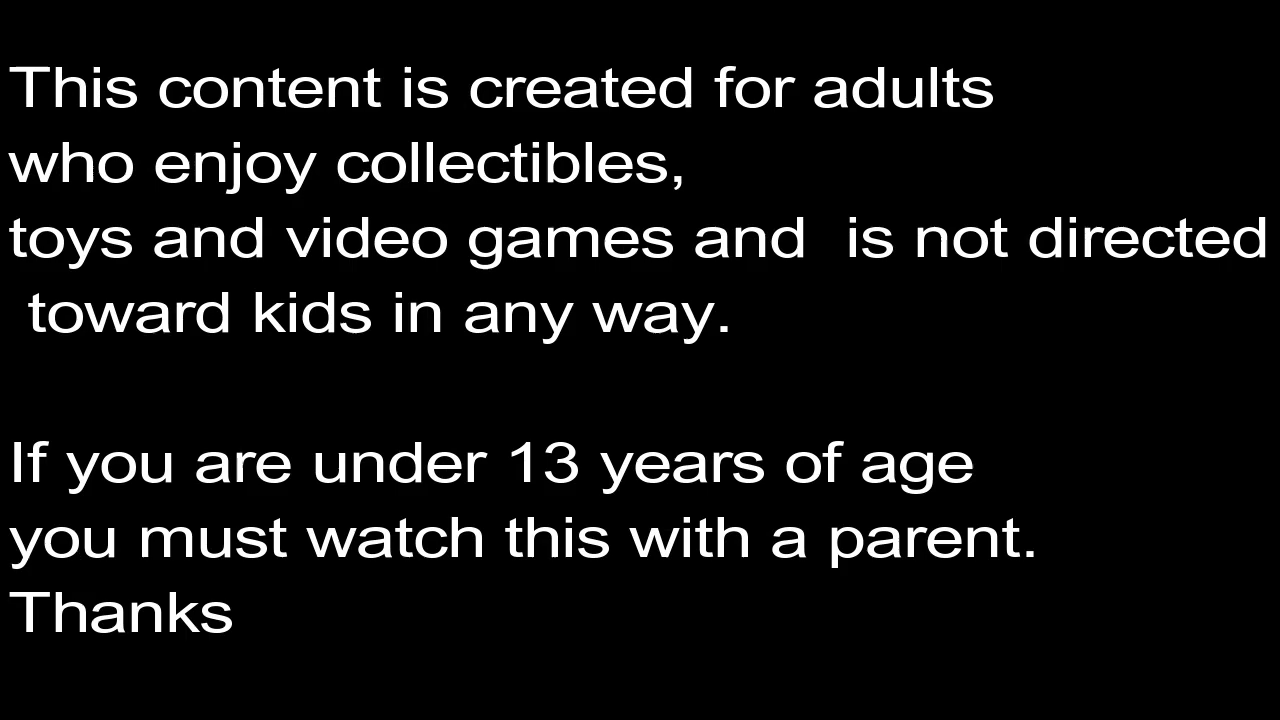 This content is created for adults
who enjoy collectibles,
toys and video games and  is not directed
toward kids in any way.
If you are under 13 years of age
you must watch this with a parent.
Thanks